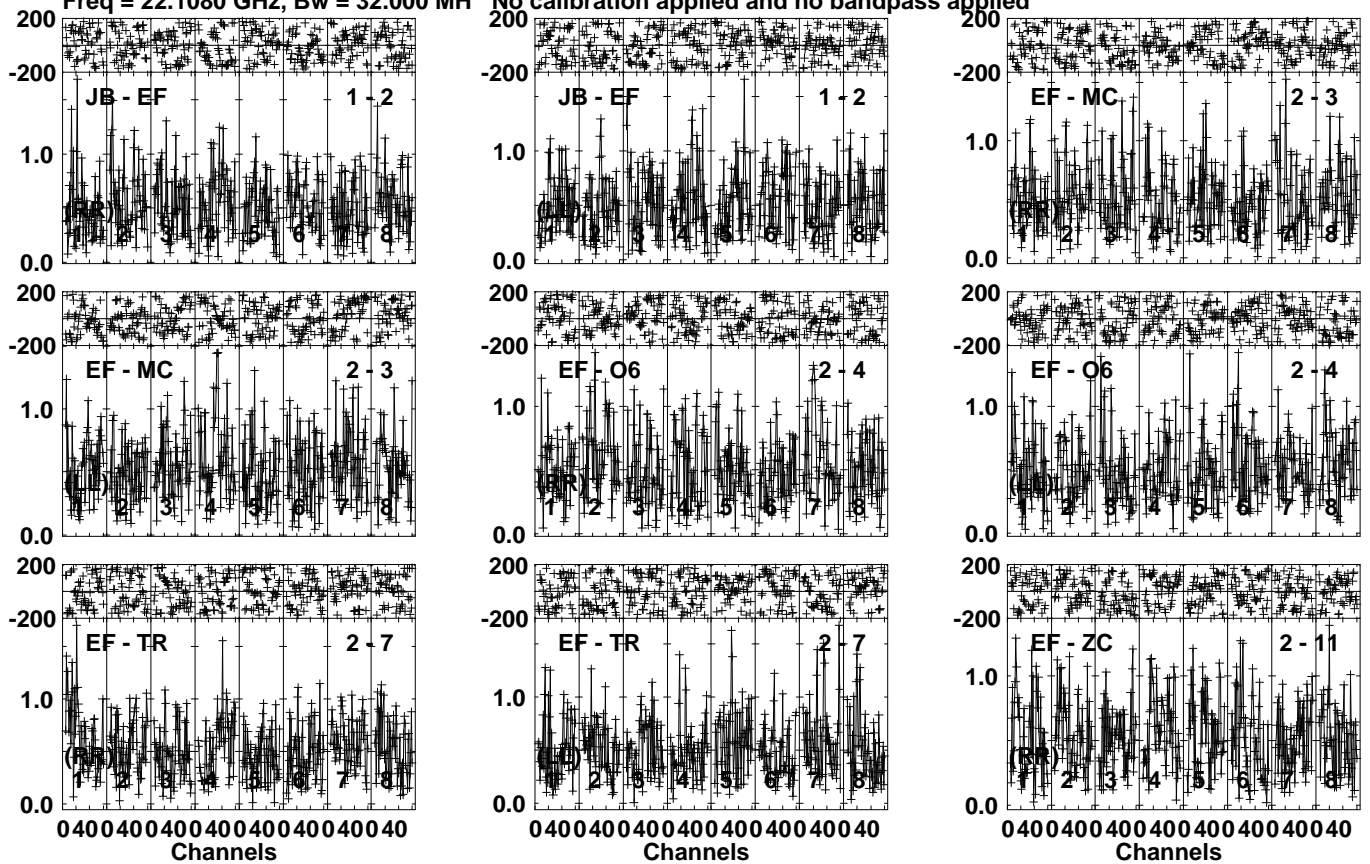 Freq = 22.1080 GHz, Bw = 32.000 MH No calibration applied and no bandpass applied
200 200 200
-200 -200 -200
JB - EF 1 - 2 JB - EF 1 - 2 EF - MC 2 - 3
1.0 1.0 1.0
(RR) (LL) (RR)
1 2 3 4 5 6 7 8 1 2 3 4 5 6 7 8 1 2 3 4 5 6 7 8
0.0 0.0 0.0
200 200 200
-200 -200 -200
EF - MC 2 - 3 EF - O6 2 - 4 EF - O6 2 - 4
1.0 1.0 1.0
(LL) (RR) (LL)
1 2 3 4 5 6 7 8 1 2 3 4 5 6 7 8 1 2 3 4 5 6 7 8
0.0 0.0 0.0
200 200 200
-200 -200 -200
EF - TR 2 - 7 EF - TR 2 - 7 EF - ZC 2 - 11
1.0 1.0 1.0
(RR) (LL) (RR)
1 2 3 4 5 6 7 8 1 2 3 4 5 6 7 8 1 2 3 4 5 6 7 8
0.0 0.0 0.0
0 40 0 40 0 40 0 40 0 40 0 40 0 40 0 40 0 40 0 40 0 40 0 40 0 40 0 40 0 40 0 40 0 40 0 40 0 40 0 40 0 40 0 40 0 40 0 40
Channels Channels Channels